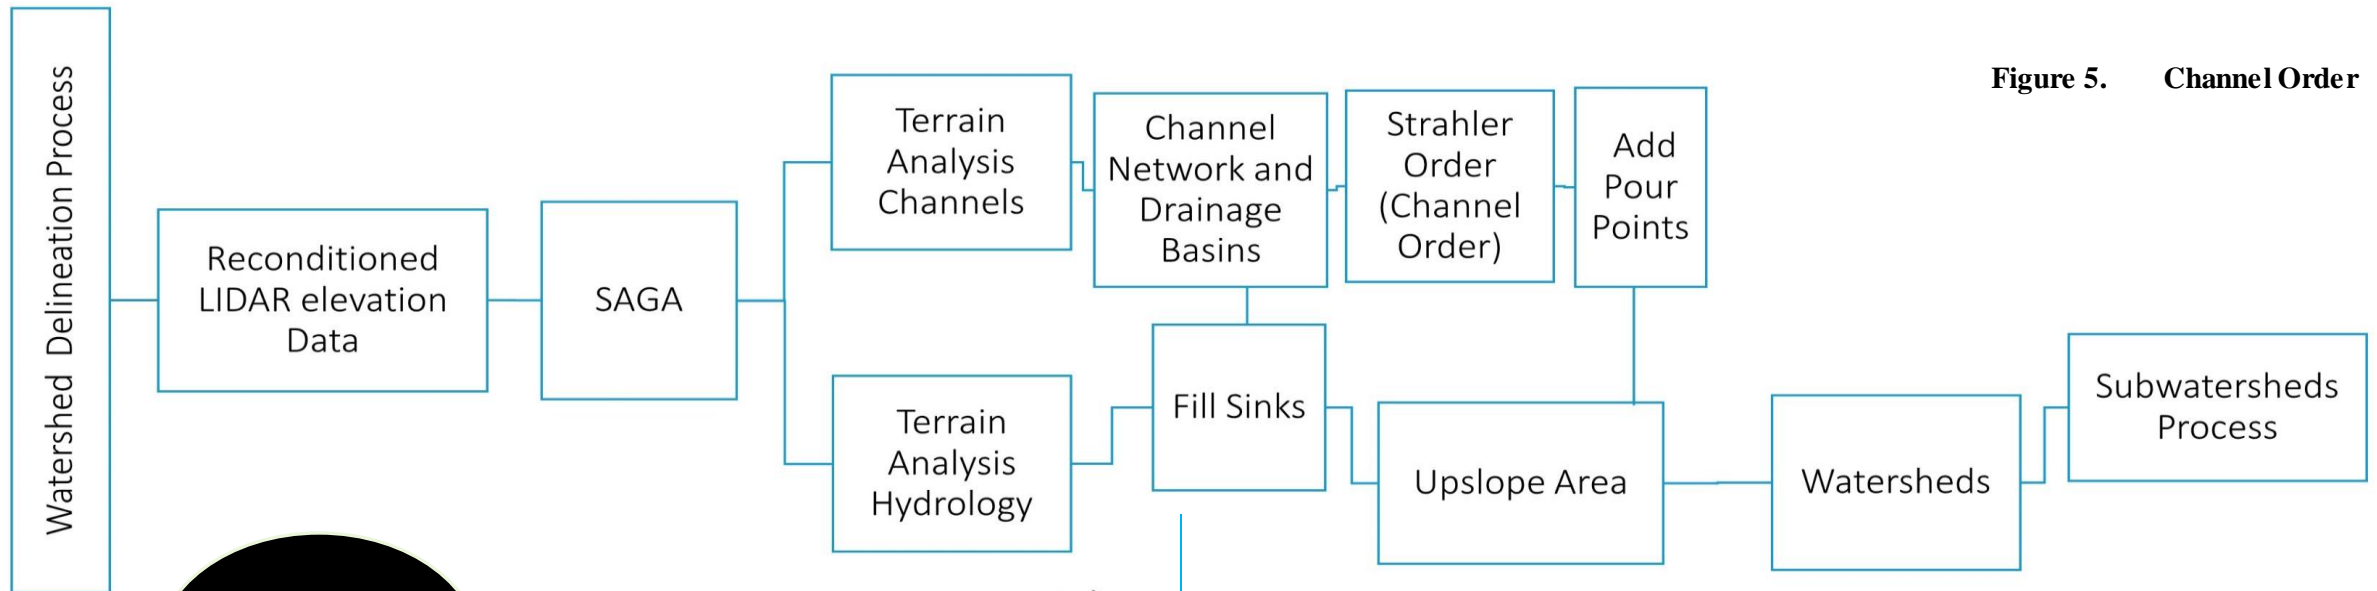 Watershed Delineation Process
Reconditioned
LIDAR elevation
Data
SAGA
Terrain
Analysis
Channels
Channel
Network and
Drainage
Basins
Strahler
Order
(Channel
Order)
Add
Pour
Points
Figure 5. Channel Order
Terrain
Analysis
Hydrology
Fill Sinks
Upslope Area
Watersheds
Subwatersheds
Process